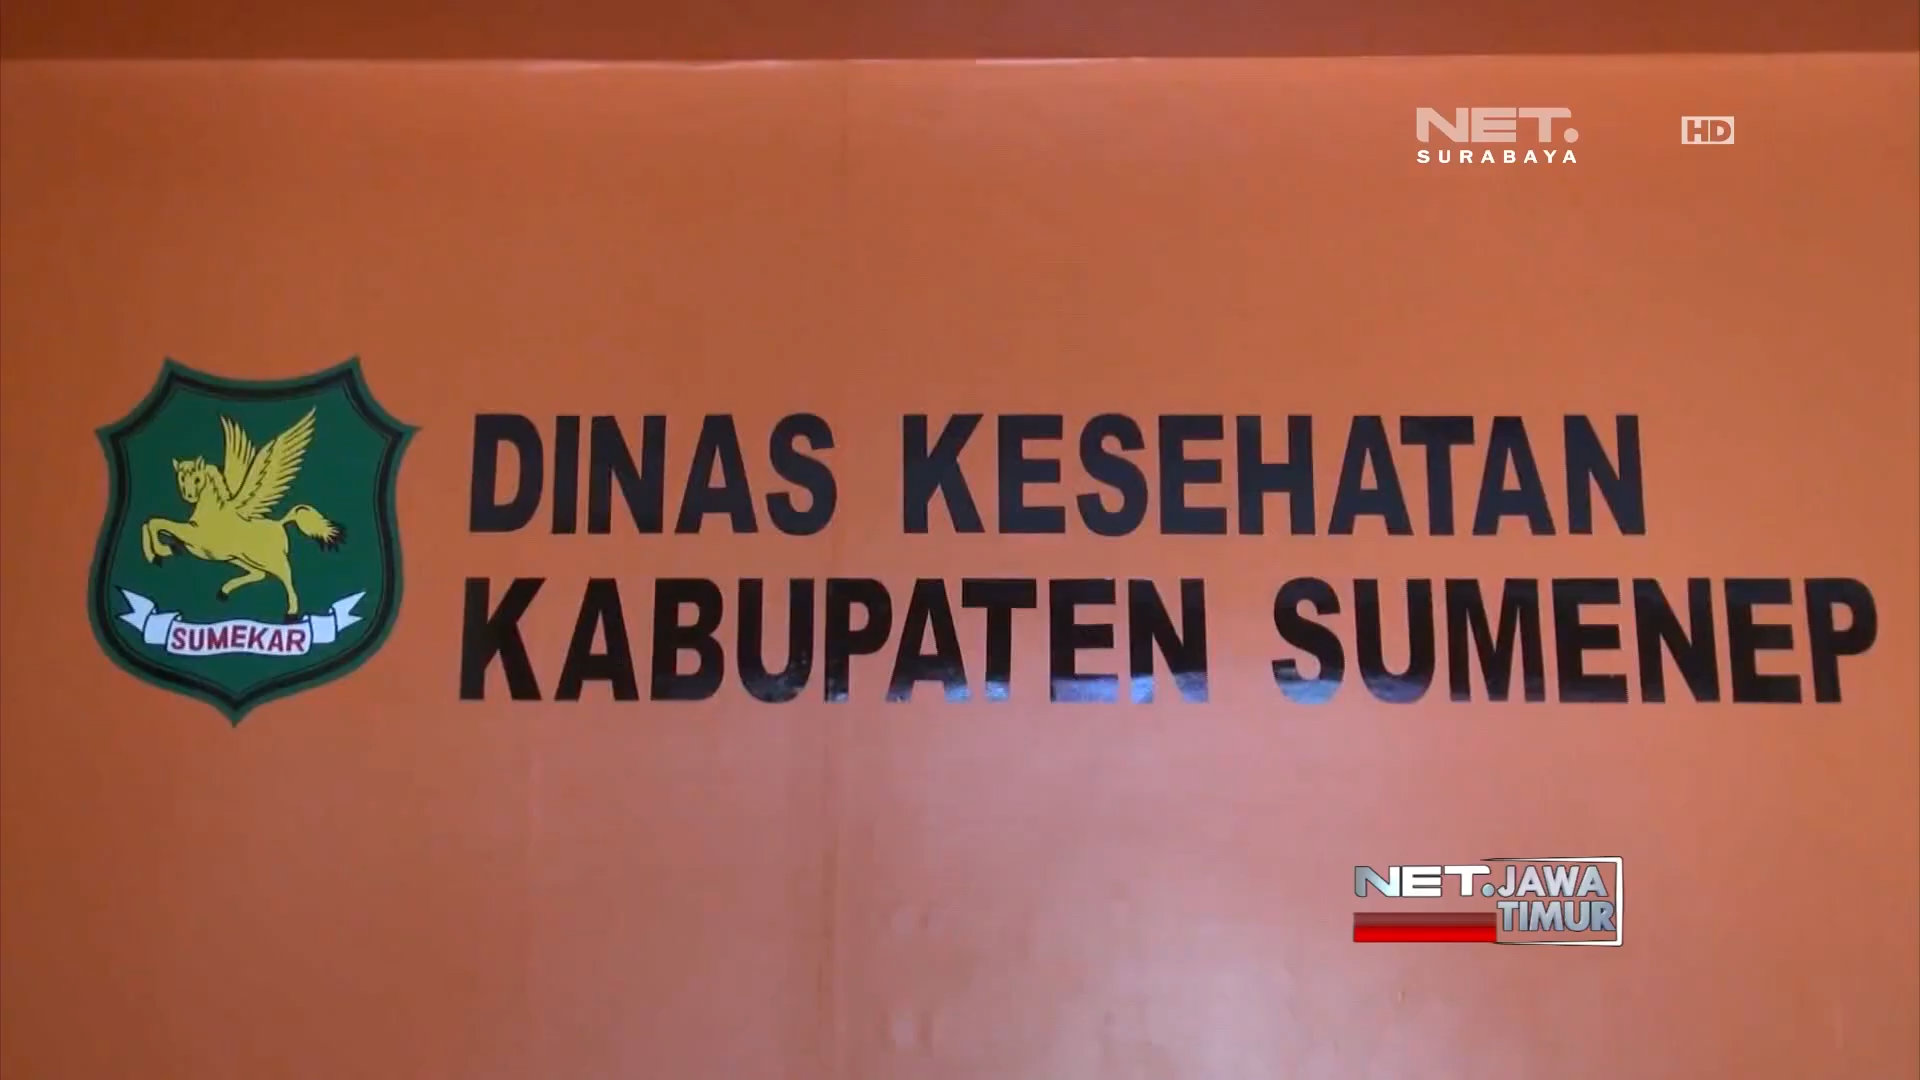 NET.
SURABAYA
HD
DINAS KESEHATAN
KABUPATEN SUMENEP
SUMEKAR
NET. JAWA
TIMUR